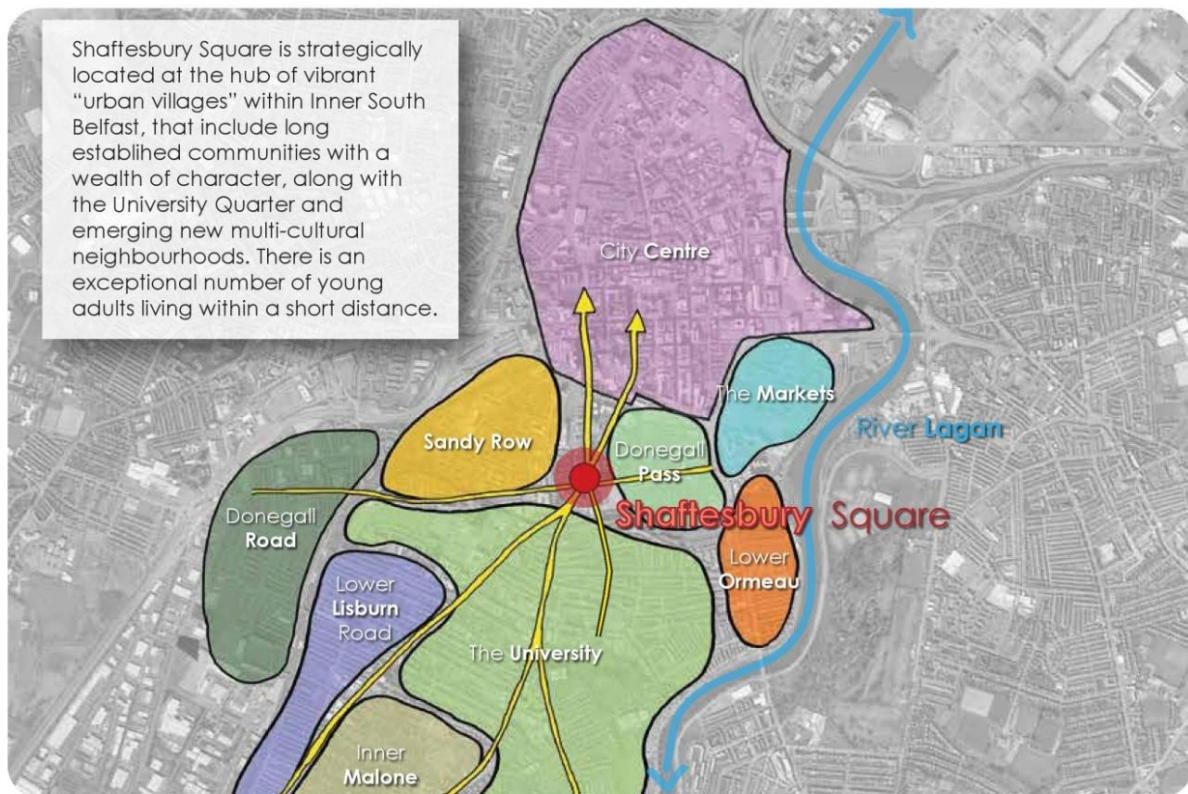 Shaftesbury Square is strategically
located at the hub of vibrant
“urban villages” within Inner South
Belfast, that include long
establihed communities with a
wealth of character, along with
the University Quarter and
emerging new multi-cultural
neighbourhoods. There is an
exceptional number of young
adults living within a short distance.
City Centre
The Markets
River Lagan
Sandy Row
Donegall
Pass
Shaftesbury Square
Donegall
Road
Lower
Ormeau
Lower
Lisburn
Road
The University
Inner
Malone